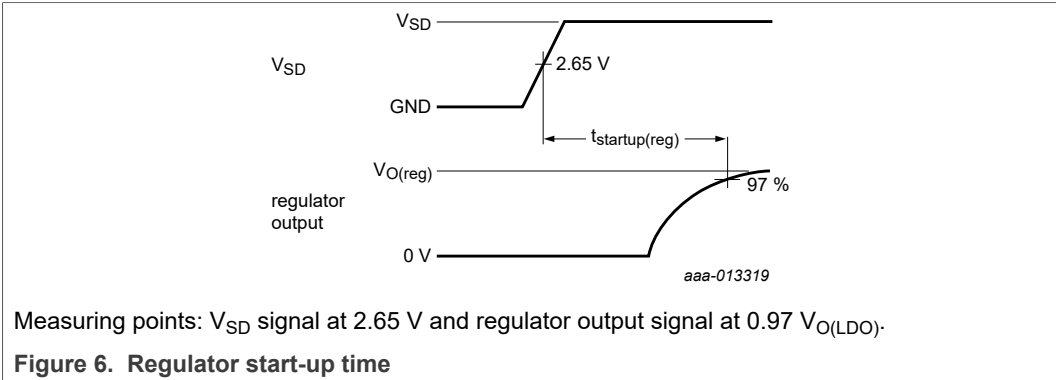 VSD
VSD
2.65 V
GND
tstartup(reg)
VO(reg)
97 %
regulator
output
0 V
aaa-013319
Measuring points: VSD signal at 2.65 V and regulator output signal at 0.97 VO(LDO).
Figure 6. Regulator start-up time